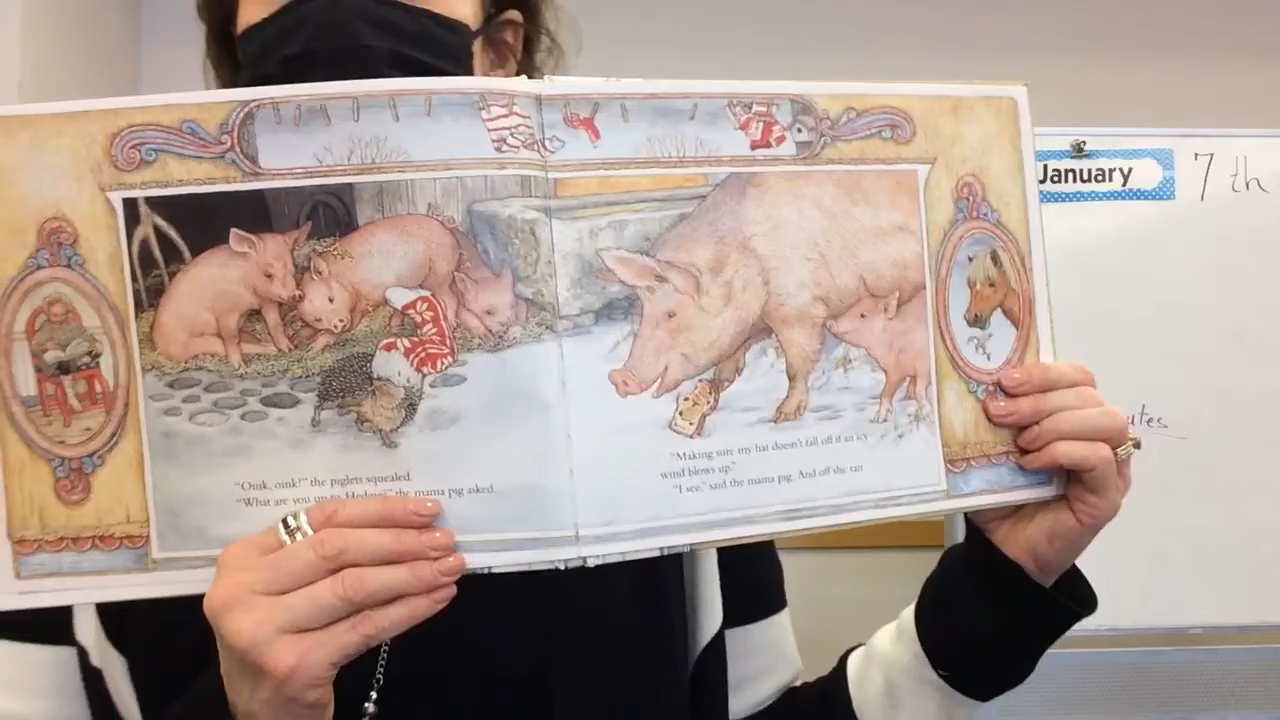 January 7th
utes
"Oink, oink!" the piglets squealed.
"What are you up to, Hedgie?" the mama pig asked.
"Making sure my hat doesn't fall off if an icy
wind blows up."
"I see," said the mama pig. And off she ran